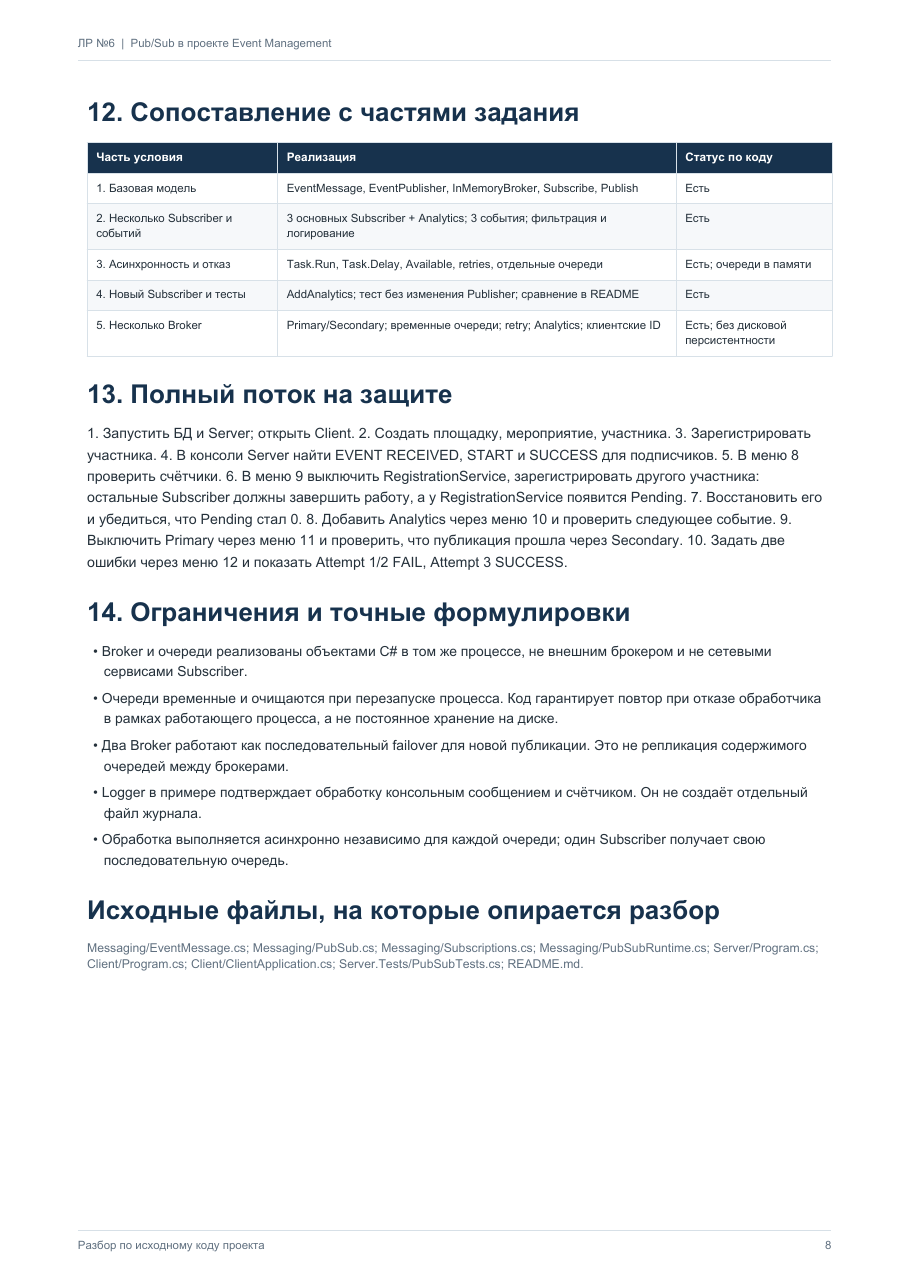 ЛР №6 | Pub/Sub в проекте Event Management
12. Сопоставление с частями задания
Часть условия Реализация Статус по коду
1. Базовая модель EventMessage, EventPublisher, InMemoryBroker, Subscribe, Publish Есть
2. Несколько Subscriber и 3 основных Subscriber + Analytics; 3 события; фильтрация и Есть
событий логирование
3. Асинхронность и отказ Task.Run, Task.Delay, Available, retries, отдельные очереди Есть; очереди в памяти
4. Новый Subscriber и тесты AddAnalytics; тест без изменения Publisher; сравнение в README Есть
5. Несколько Broker Primary/Secondary; временные очереди; retry; Analytics; клиентские ID Есть; без дисковой
персистентности
13. Полный поток на защите
1. Запустить БД и Server; открыть Client. 2. Создать площадку, мероприятие, участника. 3. Зарегистрировать
участника. 4. В консоли Server найти EVENT RECEIVED, START и SUCCESS для подписчиков. 5. В меню 8
проверить счётчики. 6. В меню 9 выключить RegistrationService, зарегистрировать другого участника:
остальные Subscriber должны завершить работу, а у RegistrationService появится Pending. 7. Восстановить его
и убедиться, что Pending стал 0. 8. Добавить Analytics через меню 10 и проверить следующее событие. 9.
Выключить Primary через меню 11 и проверить, что публикация прошла через Secondary. 10. Задать две
ошибки через меню 12 и показать Attempt 1/2 FAIL, Attempt 3 SUCCESS.
14. Ограничения и точные формулировки
• Broker и очереди реализованы объектами C# в том же процессе, не внешним брокером и не сетевыми
сервисами Subscriber.
• Очереди временные и очищаются при перезапуске процесса. Код гарантирует повтор при отказе обработчика
в рамках работающего процесса, а не постоянное хранение на диске.
• Два Broker работают как последовательный failover для новой публикации. Это не репликация содержимого
очередей между брокерами.
• Logger в примере подтверждает обработку консольным сообщением и счётчиком. Он не создаёт отдельный
файл журнала.
• Обработка выполняется асинхронно независимо для каждой очереди; один Subscriber получает свою
последовательную очередь.
Исходные файлы, на которые опирается разбор
Messaging/EventMessage.cs; Messaging/PubSub.cs; Messaging/Subscriptions.cs; Messaging/PubSubRuntime.cs; Server/Program.cs;
Client/Program.cs; Client/ClientApplication.cs; Server.Tests/PubSubTests.cs; README.md.
Разбор по исходному коду проекта 8